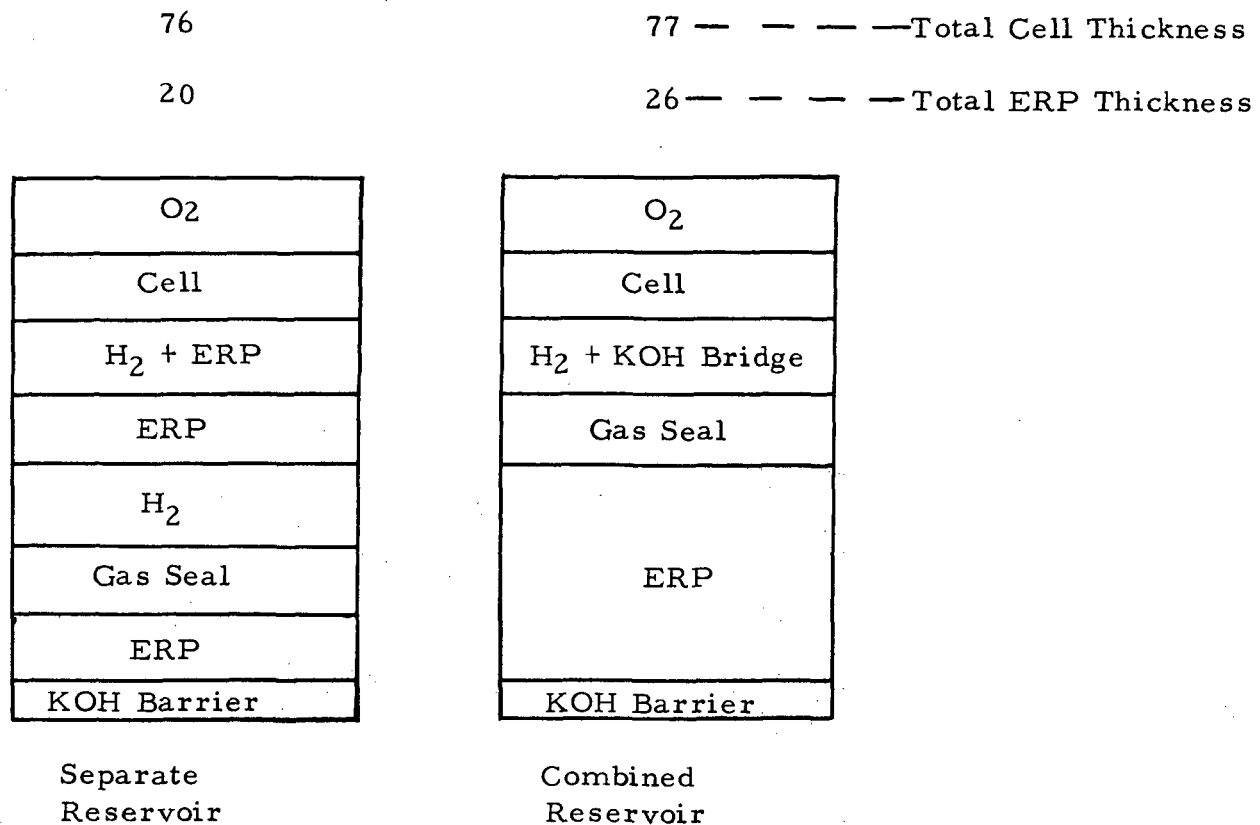 76 77 — — — —Total Cell Thickness
20 26— — — —Total ERP Thickness
O2
Cell
H2 + ERP
ERP
H2
Gas Seal
ERP
KOH Barrier
Separate
Reservoir
O2
Cell
H2 + KOH Bridge
Gas Seal
ERP
KOH Barrier
Combined
Reservoir